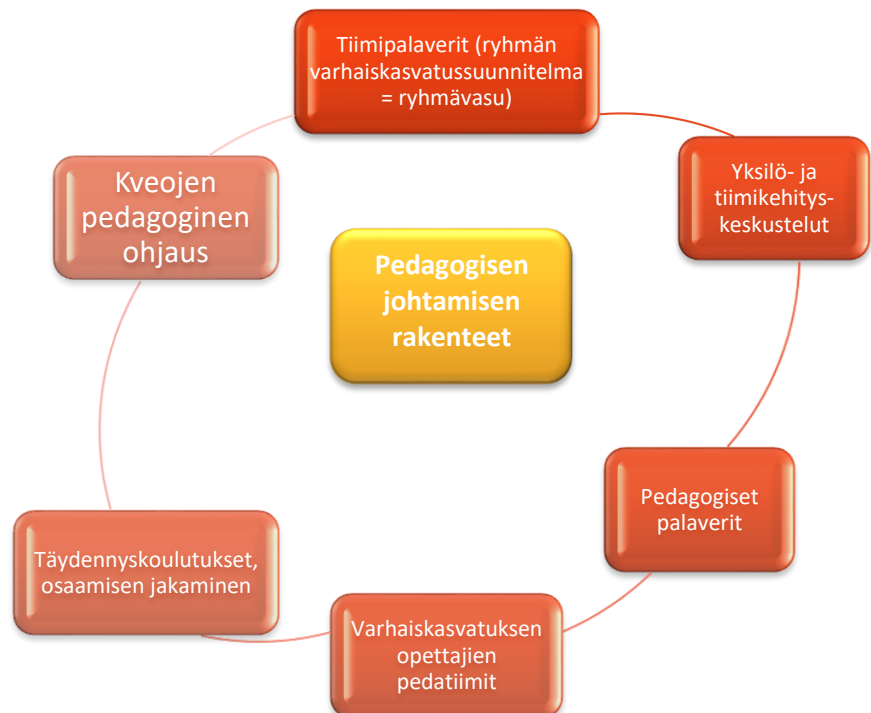 Tiimipalaverit (ryhmän
varhaiskasvatussuunnitelma
= ryhmävasu)
Yksilö- ja
tiimikehitys-
keskustelut
Pedagogiset
palaverit
Varhaiskasvatuksen
opettajien
pedatiimit
Täydennyskoulutukset,
osaamisen jakaminen
Kveojen
pedagoginen
ohjaus
Pedagogisen
johtamisen
rakenteet